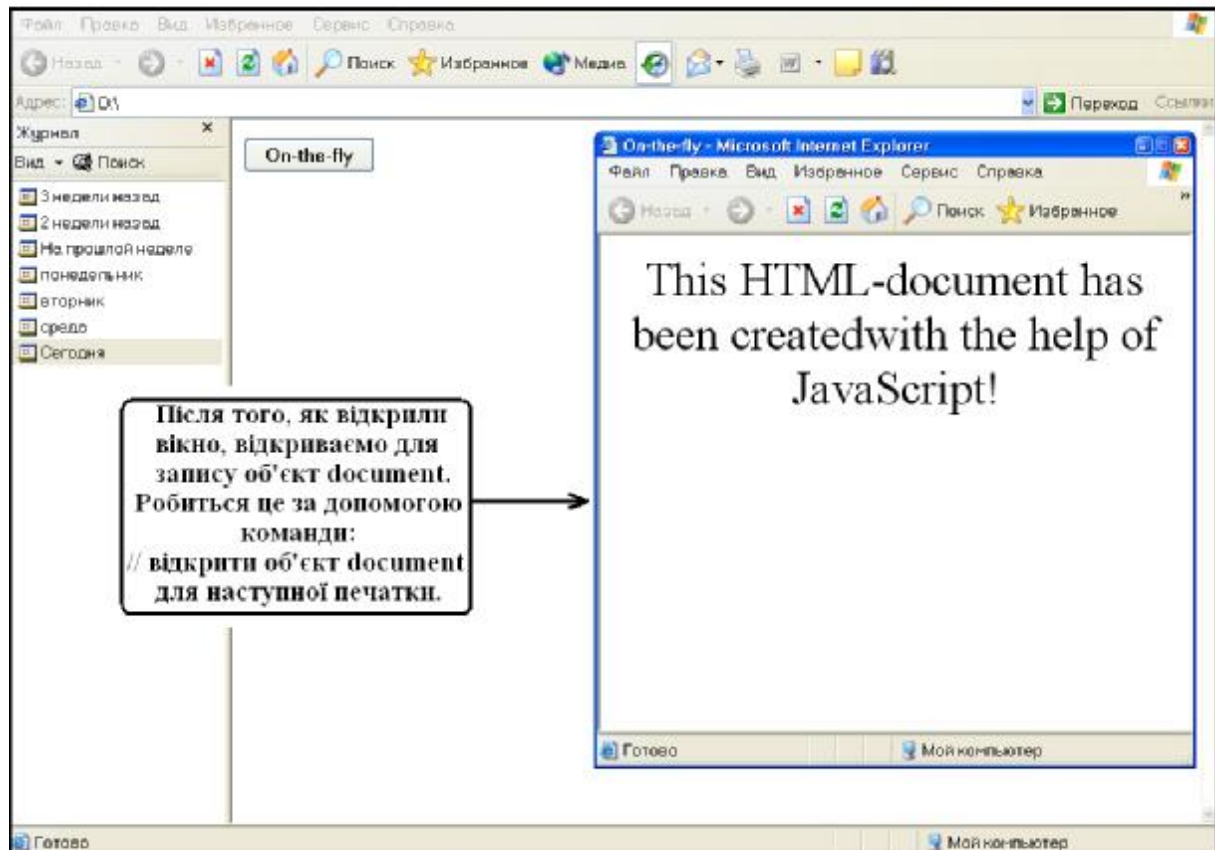 Файл Правка Вид Избранное Сервис Справка
Назад Поиск Избранное Медиа
Адрес: D:\ Переход Ссылки
Журнал ×
Вид Поиск
3 недели назад
2 недели назад
На прошлой неделе
понедельник
вторник
среда
Сегодня
On-the-fly
On-the-fly - Microsoft Internet Explorer
Файл Правка Вид Избранное Сервис Справка
Назад Поиск Избранное »
This HTML-document has
been createdwith the help of
JavaScript!
Готово Мой компьютер
Після того, як відкрили
вікно, відкриваємо для
запису об'єкт document.
Робиться це за допомогою
команди:
// відкрити об'єкт document
для наступної печатки.
Готово Мой компьютер